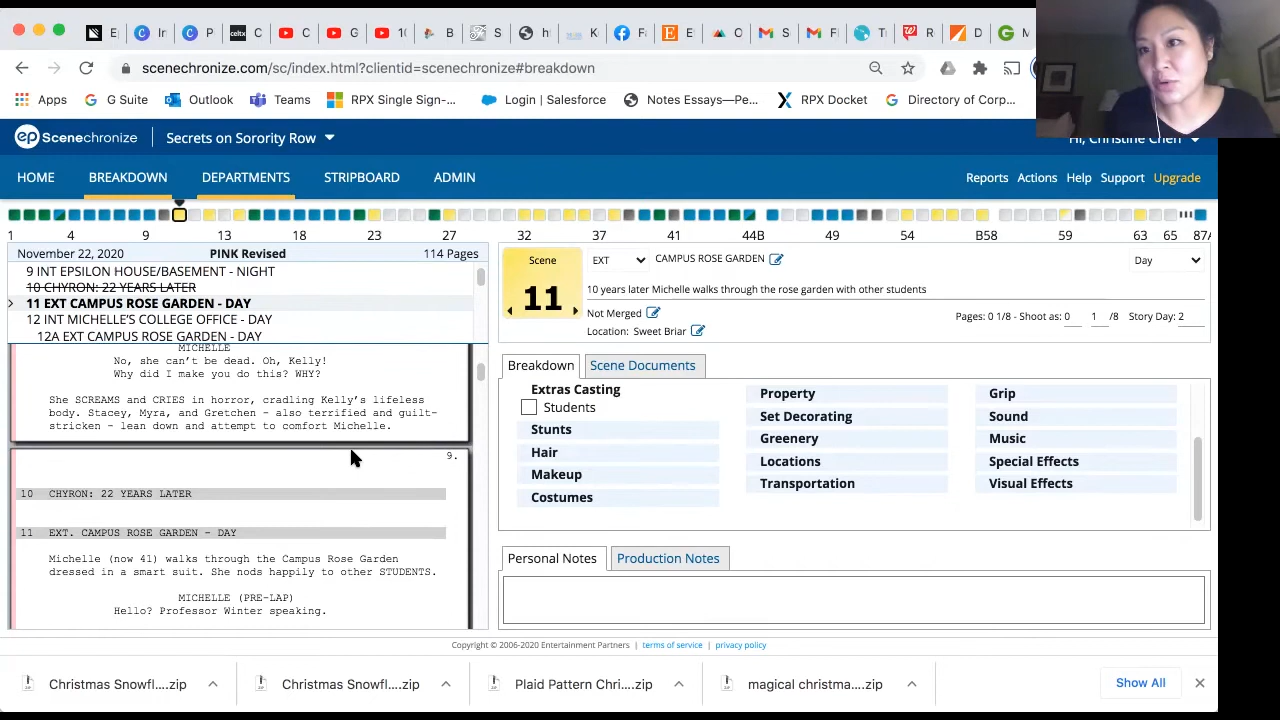 E
C In
C P
celtx C
C
G
10
B
S
h
K
F
E
O
S
F
T
R
D
M
scenechronize.com/sc/index.html?clientid=scenechronize#breakdown
Apps G Suite Outlook Teams RPX Single Sign-... Login | Salesforce Notes Essays—Pe... RPX Docket Directory of Corp...
ep Scenechronize Secrets on Sorority Row Hi, Christine Chen
HOME BREAKDOWN DEPARTMENTS STRIPBOARD ADMIN Reports Actions Help Support Upgrade
1 4 9 13 18 23 27 32 37 41 44B 49 54 B58 59 63 65 87A
November 22, 2020 PINK Revised 114 Pages
9 INT EPSILON HOUSE/BASEMENT - NIGHT
10 CHYRON: 22 YEARS LATER
11 EXT CAMPUS ROSE GARDEN - DAY
12 INT MICHELLE'S COLLEGE OFFICE - DAY
12A EXT CAMPUS ROSE GARDEN - DAY
MICHELLE
No, she can't be dead. Oh, Kelly!
Why did I make you do this? WHY?
She SCREAMS and CRIES in horror, cradling Kelly's lifeless
body. Stacey, Myra, and Gretchen - also terrified and guilt-
stricken - lean down and attempt to comfort Michelle.
9.
10 CHYRON: 22 YEARS LATER
11 EXT. CAMPUS ROSE GARDEN - DAY
Michelle (now 41) walks through the Campus Rose Garden
dressed in a smart suit. She nods happily to other STUDENTS.
MICHELLE (PRE-LAP)
Hello? Professor Winter speaking.
Scene
11
EXT CAMPUS ROSE GARDEN Day
10 years later Michelle walks through the rose garden with other students
Not Merged Pages: 0 1/8 - Shoot as: 0 1 /8 Story Day: 2
Location: Sweet Briar
Breakdown Scene Documents
Extras Casting
Students
Stunts
Hair
Makeup
Costumes
Property
Set Decorating
Greenery
Locations
Transportation
Grip
Sound
Music
Special Effects
Visual Effects
Personal Notes Production Notes
Copyright © 2006-2020 Entertainment Partners | terms of service | privacy policy
Christmas Snowfl....zip Christmas Snowfl....zip Plaid Pattern Chri....zip magical christma....zip Show All